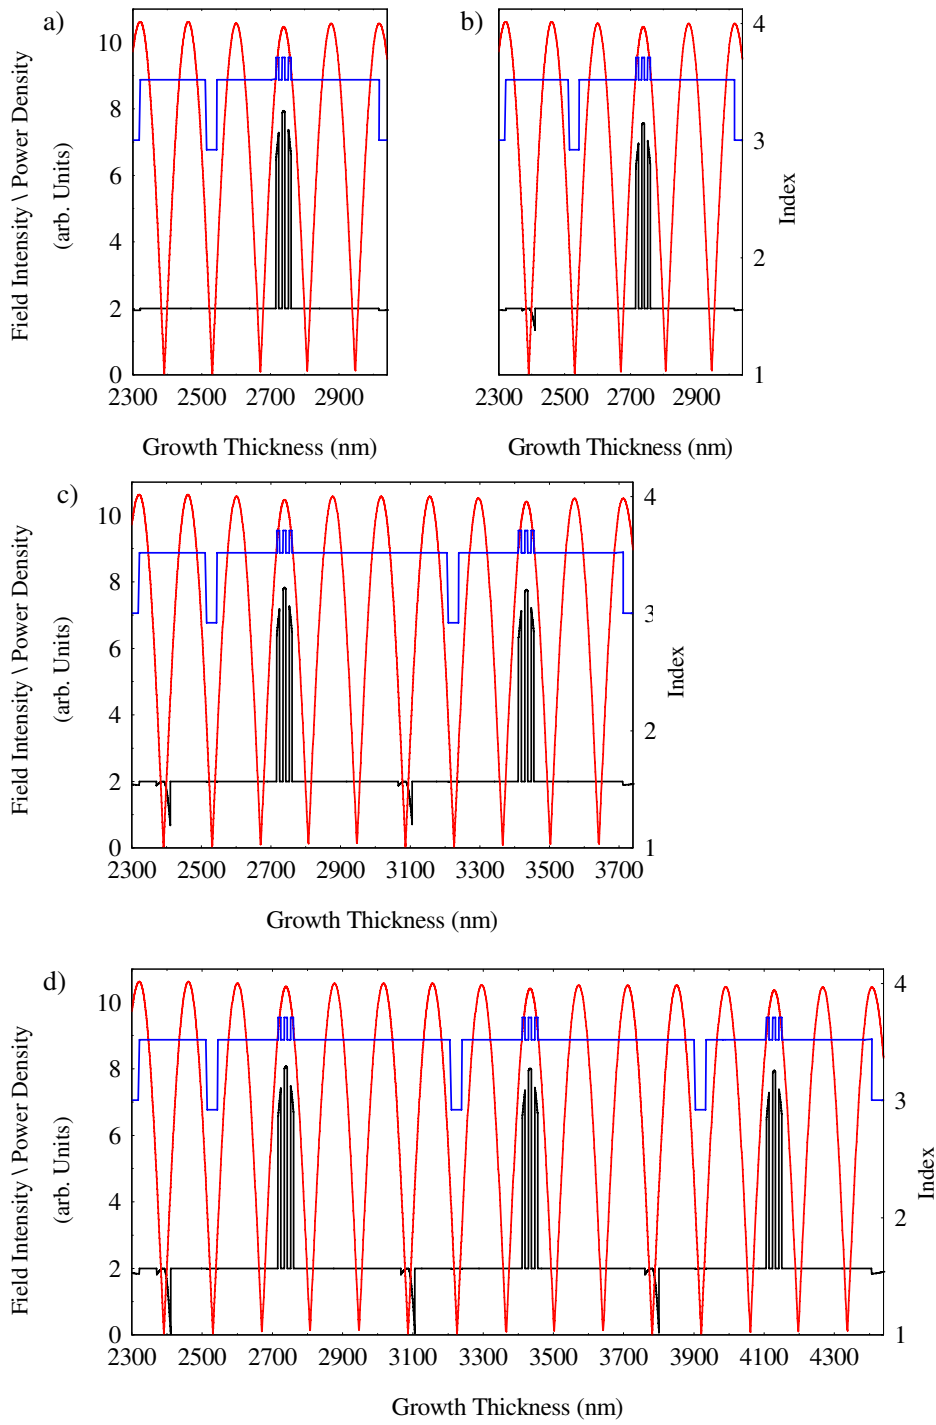 a)
Field Intensity \ Power Density
(arb. Units)
10
8
6
4
2
0
2300 2500 2700 2900
Growth Thickness (nm)
b)
4
3
2
1
Index
2300 2500 2700 2900
Growth Thickness (nm)
c)
Field Intensity \ Power Density
(arb. Units)
10
8
6
4
2
0
4
3
2
1
Index
2300 2500 2700 2900 3100 3300 3500 3700
Growth Thickness (nm)
d)
Field Intensity \ Power Density
(arb. Units)
10
8
6
4
2
0
4
3
2
1
Index
2300 2500 2700 2900 3100 3300 3500 3700 3900 4100 4300
Growth Thickness (nm)